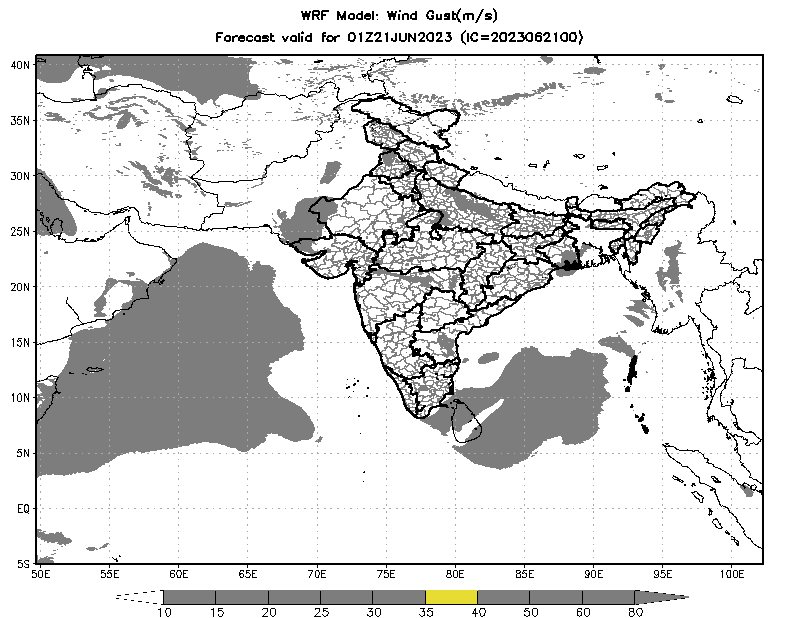 WRF Model: Wind Gust(m/s)
Forecast valid for 01Z21JUN2023 (IC=2023062100)
40N
35N
30N
25N
20N
15N
10N
5N
EQ
5S
50E 55E 60E 65E 70E 75E 80E 85E 90E 95E 100E
10 15 20 25 30 35 40 50 60 80